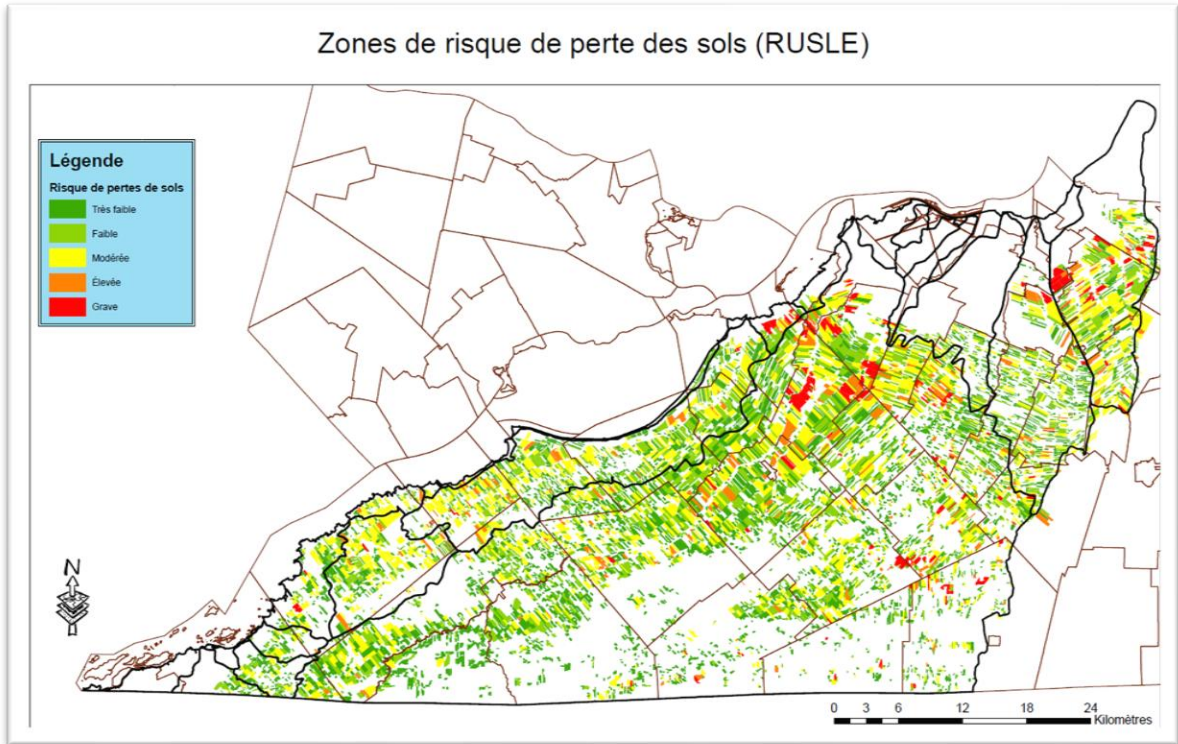 Zones de risque de perte des sols (RUSLE)
Légende
Risque de pertes de sols
Très faible
Faible
Modérée
Élevée
Grave
N
0 3 6 12 18 24
Kilomètres